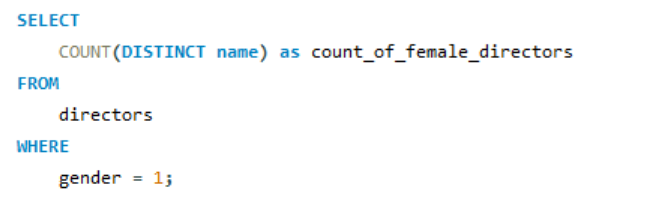 SELECT
COUNT(DISTINCT name) as count_of_female_directors
FROM
directors
WHERE
gender = 1;